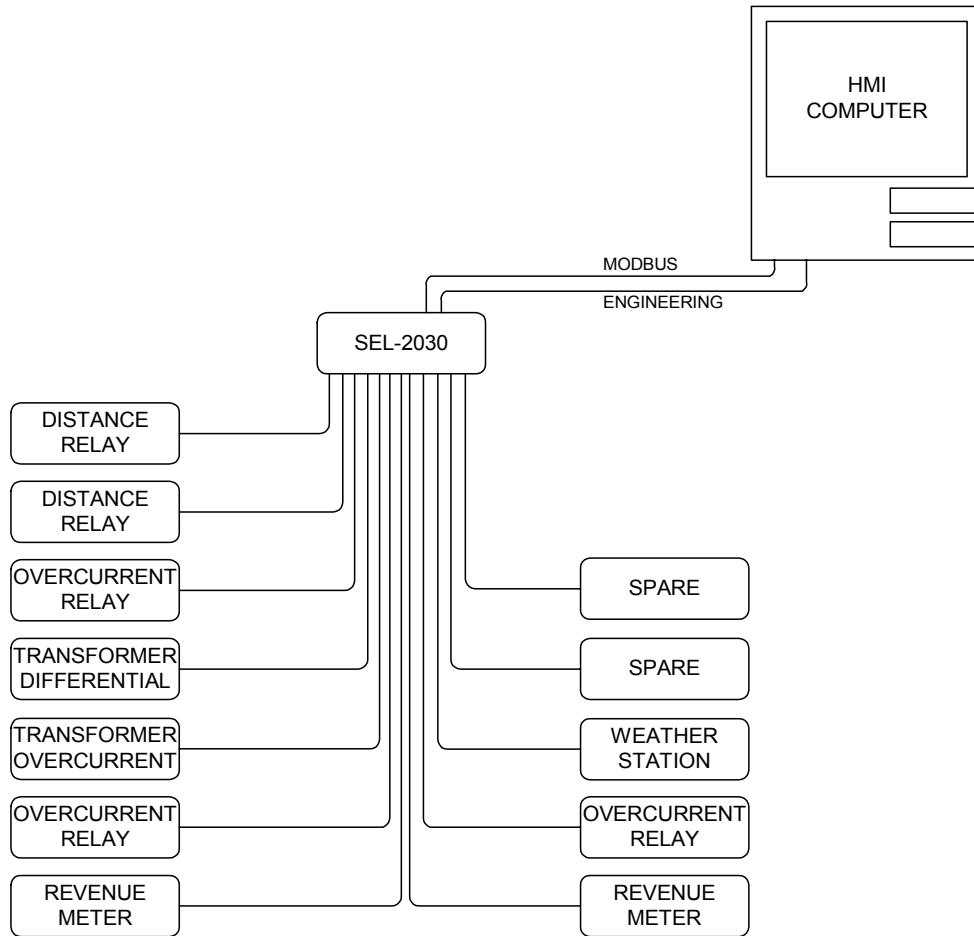 HMI
COMPUTER
MODBUS
ENGINEERING
SEL-2030
DISTANCE
RELAY
DISTANCE
RELAY
OVERCURRENT
RELAY
TRANSFORMER
DIFFERENTIAL
TRANSFORMER
OVERCURRENT
OVERCURRENT
RELAY
REVENUE
METER
SPARE
SPARE
WEATHER
STATION
OVERCURRENT
RELAY
REVENUE
METER